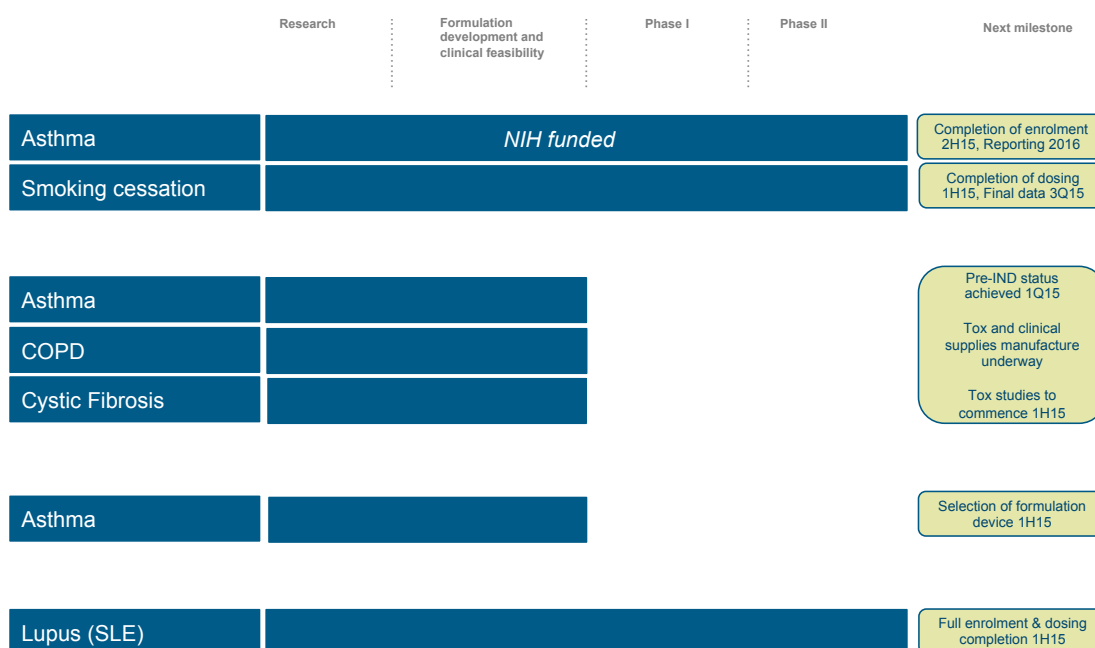 Research
Formulation
development and
clinical feasibility
Phase I
Phase II
Next milestone
Asthma
NIH funded
Completion of enrolment
2H15, Reporting 2016
Smoking cessation
Completion of dosing
1H15, Final data 3Q15
Asthma
COPD
Cystic Fibrosis
Pre-IND status
achieved 1Q15
Tox and clinical
supplies manufacture
underway
Tox studies to
commence 1H15
Asthma
Selection of formulation
device 1H15
Lupus (SLE)
Full enrolment & dosing
completion 1H15